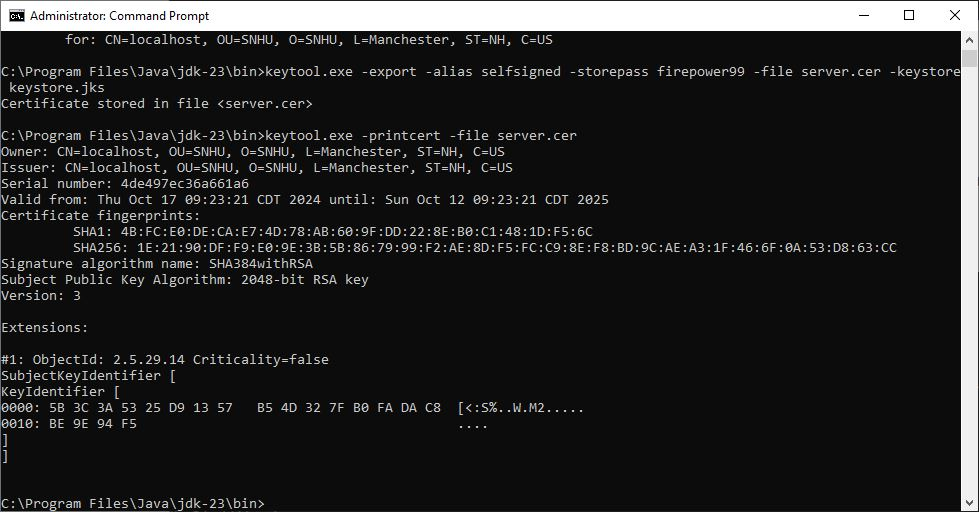 Administrator: Command Prompt
for: CN=localhost, OU=SNHU, O=SNHU, L=Manchester, ST=NH, C=US
C:\Program Files\Java\jdk-23\bin>keytool.exe -export -alias selfsigned -storepass firepower99 -file server.cer -keystore
keystore.jks
Certificate stored in file <server.cer>
C:\Program Files\Java\jdk-23\bin>keytool.exe -printcert -file server.cer
Owner: CN=localhost, OU=SNHU, O=SNHU, L=Manchester, ST=NH, C=US
Issuer: CN=localhost, OU=SNHU, O=SNHU, L=Manchester, ST=NH, C=US
Serial number: 4de497ec36a661a6
Valid from: Thu Oct 17 09:23:21 CDT 2024 until: Sun Oct 12 09:23:21 CDT 2025
Certificate fingerprints:
SHA1: 4B:FC:E0:DE:CA:E7:4D:78:AB:60:9F:DD:22:8E:B0:C1:48:1D:F5:6C
SHA256: 1E:21:90:DF:F9:E0:9E:3B:5B:86:79:99:F2:AE:8D:F5:FC:C9:8E:F8:BD:9C:AE:A3:1F:46:6F:0A:53:D8:63:CC
Signature algorithm name: SHA384withRSA
Subject Public Key Algorithm: 2048-bit RSA key
Version: 3
Extensions:
#1: ObjectId: 2.5.29.14 Criticality=false
SubjectKeyIdentifier [
KeyIdentifier [
0000: 5B 3C 3A 53 25 D9 13 57   B5 4D 32 7F B0 FA DA C8  [<:S%..W.M2.....
0010: BE 9E 94 F5                                        ....
]
]
C:\Program Files\Java\jdk-23\bin>